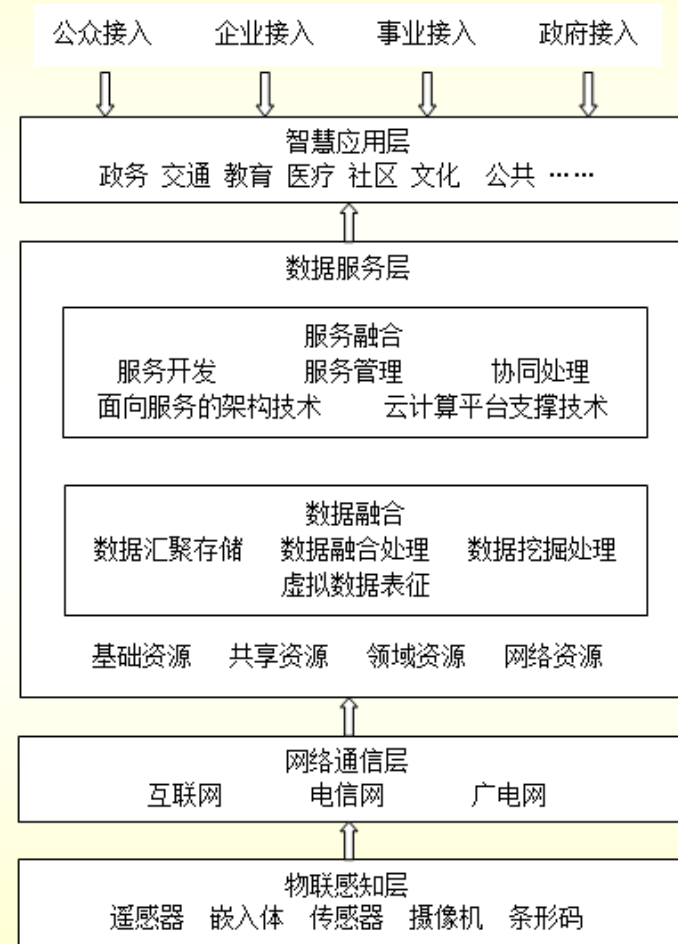 公众接入 企业接入 事业接入 政府接入
智慧应用层
政务 交通 教育 医疗 社区 文化 公共 ……
数据服务层
服务融合
服务开发 服务管理 协同处理
面向服务的架构技术 云计算平台支撑技术
数据融合
数据汇聚存储 数据融合处理 数据挖掘处理
虚拟数据表征
基础资源 共享资源 领域资源 网络资源
网络通信层
互联网 电信网 广电网
物联感知层
遥感器 嵌入体 传感器 摄像机 条形码